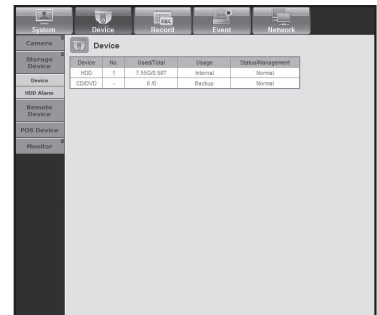 System Device Record Event Network
REC
Camera
Device
Storage Device
Device No. Used/Total Usage Status/Management
HDD 1 7.55G/0.98T Internal Normal
CD/DVD - 0 /0 Backup Normal
Device
HDD Alarm
Remote Device
POS Device
Monitor